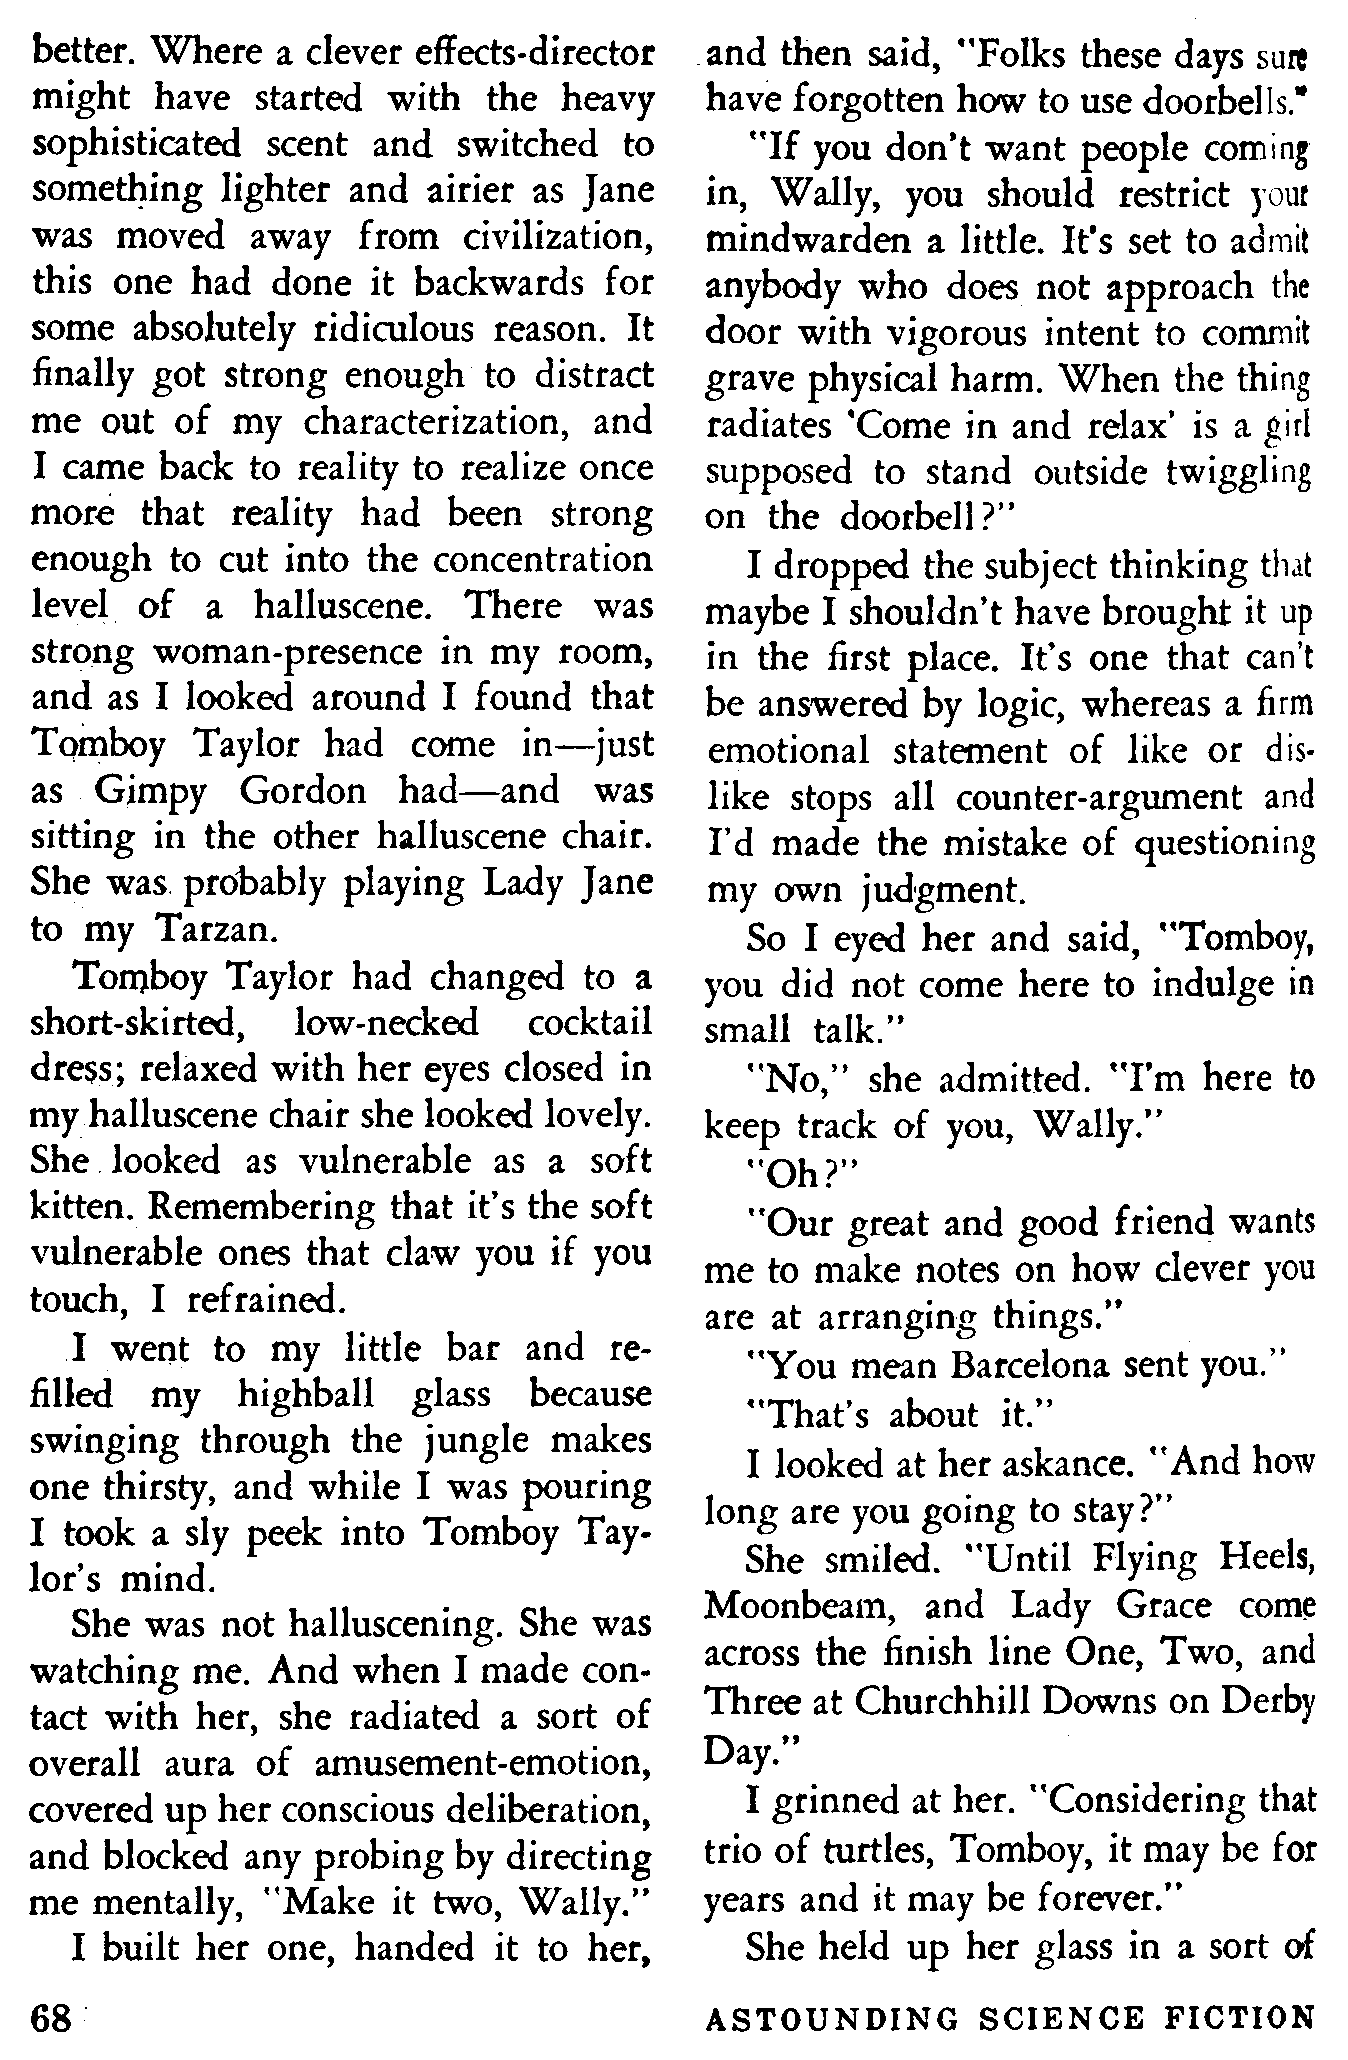 better. Where a clever effects-director
might have started with the heavy
sophisticated scent and switched to
something lighter and airier as Jane
was moved away from civilization,
this one had done it backwards for
some absolutely ridiculous reason. It
finally got strong enough to distract
me out of my characterization, and
I came back to reality to realize once
more that reality had been strong
enough to cut into the concentration
level of a halluscene. There was
strong woman-presence in my room,
and as I looked around I found that
Tomboy Taylor had come in—just
as Gimpy Gordon had—and was
sitting in the other halluscene chair.
She was probably playing Lady Jane
to my Tarzan.
Tomboy Taylor had changed to a
short-skirted, low-necked cocktail
dress; relaxed with her eyes closed in
my halluscene chair she looked lovely.
She looked as vulnerable as a soft
kitten. Remembering that it's the soft
vulnerable ones that claw you if you
touch, I refrained.
I went to my little bar and re-
filled my highball glass because
swinging through the jungle makes
one thirsty, and while I was pouring
I took a sly peek into Tomboy Tay-
lor's mind.
She was not halluscening. She was
watching me. And when I made con-
tact with her, she radiated a sort of
overall aura of amusement-emotion,
covered up her conscious deliberation,
and blocked any probing by directing
me mentally, "Make it two, Wally."
I built her one, handed it to her,
and then said, "Folks these days sure
have forgotten how to use doorbells."
"If you don't want people coming
in, Wally, you should restrict your
mindwarden a little. It's set to admit
anybody who does not approach the
door with vigorous intent to commit
grave physical harm. When the thing
radiates 'Come in and relax' is a girl
supposed to stand outside twiggling
on the doorbell?"
I dropped the subject thinking that
maybe I shouldn't have brought it up
in the first place. It's one that can't
be answered by logic, whereas a firm
emotional statement of like or dis-
like stops all counter-argument and
I'd made the mistake of questioning
my own judgment.
So I eyed her and said, "Tomboy,
you did not come here to indulge in
small talk."
"No," she admitted. "I'm here to
keep track of you, Wally."
"Oh?"
"Our great and good friend wants
me to make notes on how clever you
are at arranging things."
"You mean Barcelona sent you."
"That's about it."
I looked at her askance. "And how
long are you going to stay?"
She smiled. "Until Flying Heels,
Moonbeam, and Lady Grace come
across the finish line One, Two, and
Three at Churchhill Downs on Derby
Day."
I grinned at her. "Considering that
trio of turtles, Tomboy, it may be for
years and it may be forever."
She held up her glass in a sort of
68
ASTOUNDING SCIENCE FICTION